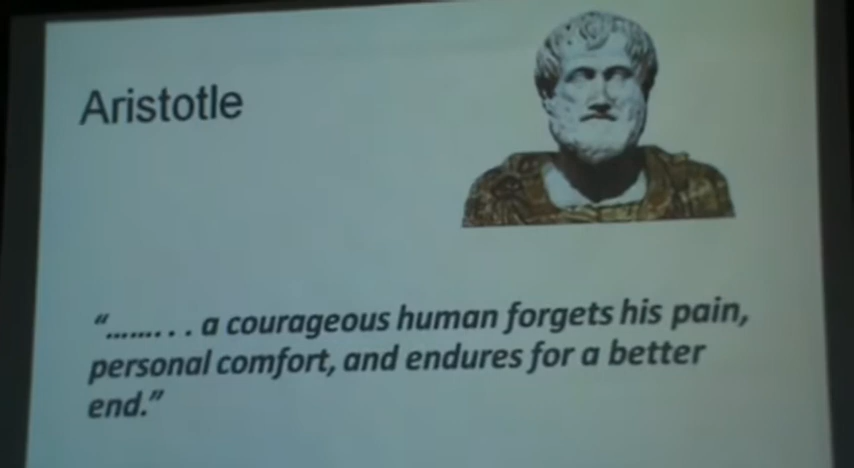 Aristotle
“……. . . a courageous human forgets his pain,
personal comfort, and endures for a better
end.”